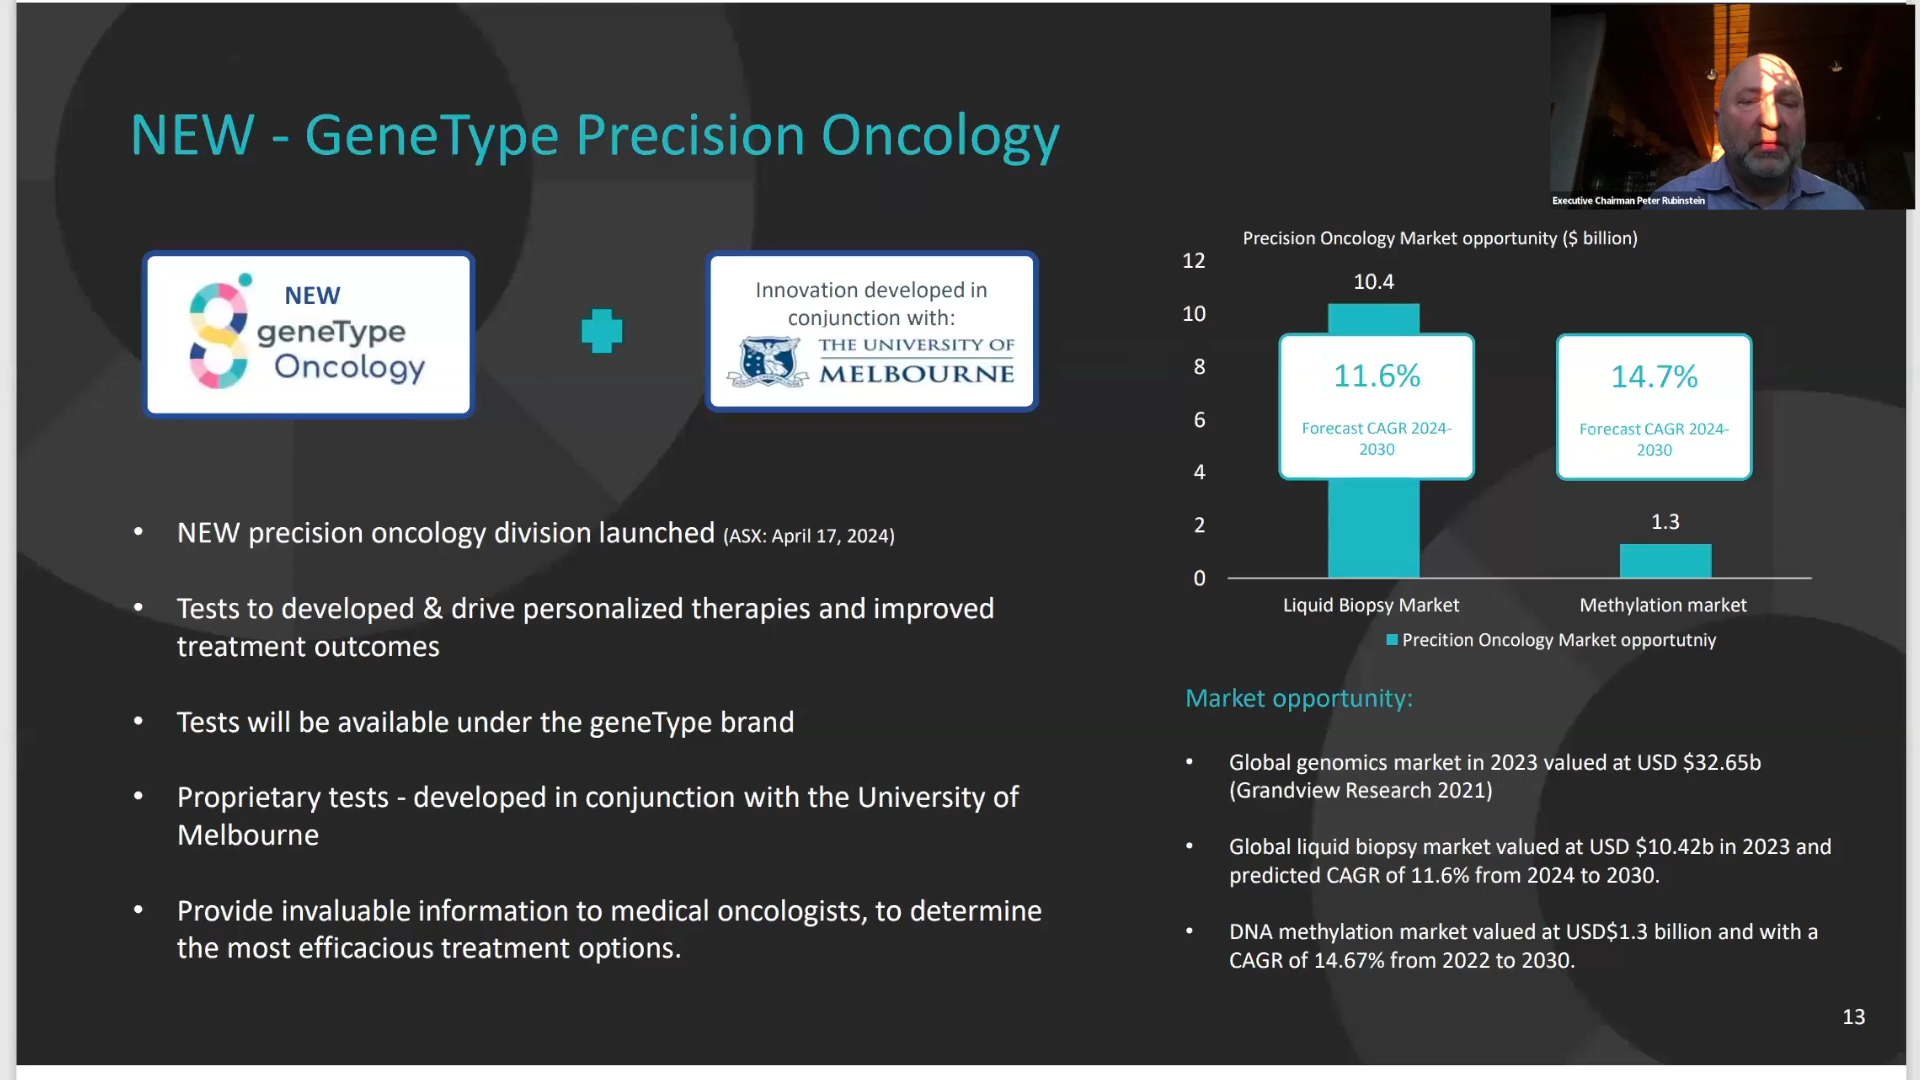 NEW - GeneType Precision Oncology
Executive Chairman Peter Rubinstein
NEW
geneType
Oncology
Innovation developed in
conjunction with:
THE UNIVERSITY OF
MELBOURNE
• NEW precision oncology division launched (ASX: April 17, 2024)
• Tests to developed & drive personalized therapies and improved
treatment outcomes
• Tests will be available under the geneType brand
• Proprietary tests - developed in conjunction with the University of
Melbourne
• Provide invaluable information to medical oncologists, to determine
the most efficacious treatment options.
Precision Oncology Market opportunity ($ billion)
12
10
8
6
4
2
0
10.4
11.6%
Forecast CAGR 2024-
2030
14.7%
Forecast CAGR 2024-
2030
1.3
Liquid Biopsy Market
Methylation market
Precition Oncology Market opportutniy
Market opportunity:
• Global genomics market in 2023 valued at USD $32.65b
(Grandview Research 2021)
• Global liquid biopsy market valued at USD $10.42b in 2023 and
predicted CAGR of 11.6% from 2024 to 2030.
• DNA methylation market valued at USD$1.3 billion and with a
CAGR of 14.67% from 2022 to 2030.
13